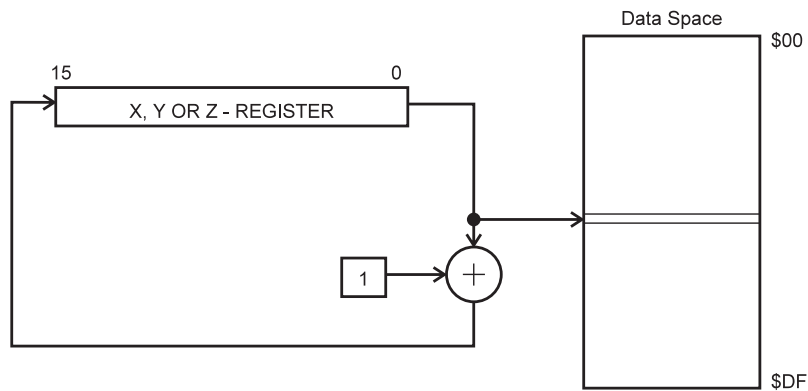 Data Space
$00
15 0
X, Y OR Z - REGISTER
1
$DF